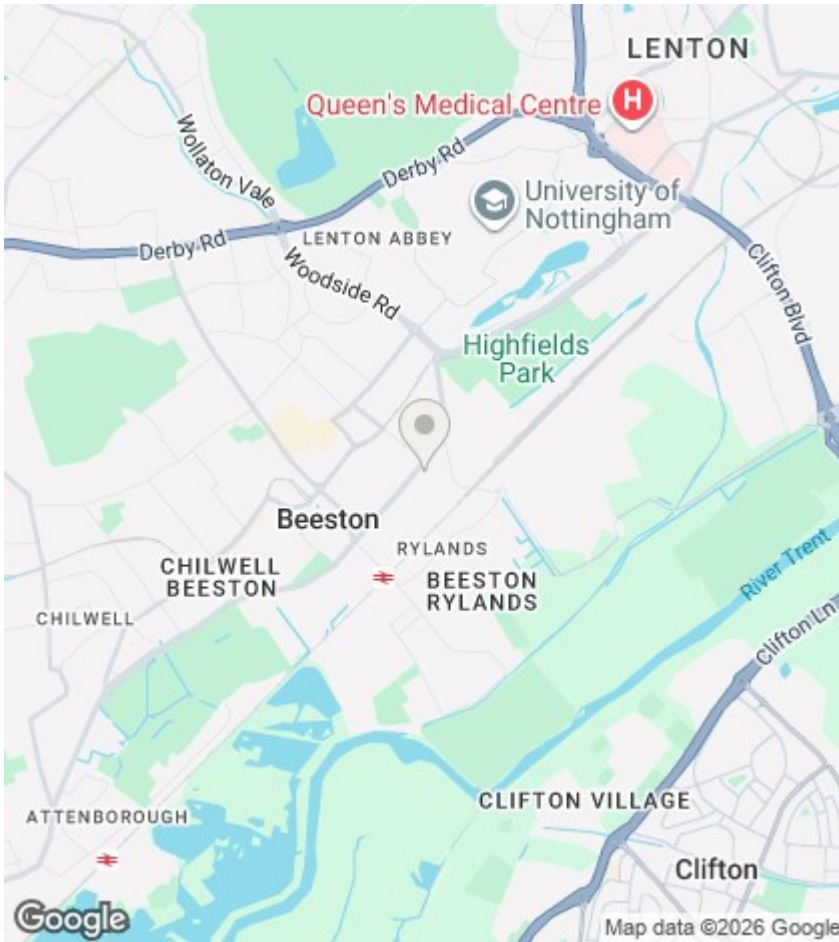 LENTON
Queen's Medical Centre
H
Wollaton Vale
Derby Rd
University of
Nottingham
Derby Rd
LENTON ABBEY
Woodside Rd
Clifton Blvd
Highfields
Park
Beeston
RYLANDS
CHILWELL
BEESTON
BEESTON
RYLANDS
River Trent
CHILWELL
Clifton Ln
ATTENBOROUGH
CLIFTON VILLAGE
Clifton
Google
Map data ©2026 Google